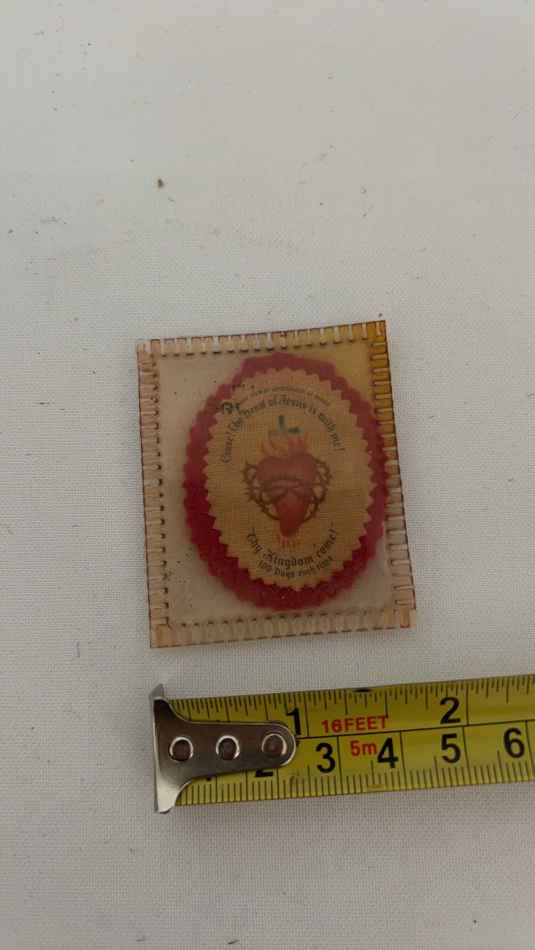 Cease! The Heart of Jesus is with me!
"Thy Kingdom come!"
100 Days each time
1 16FEET 2
2 3 5m 4 5 6